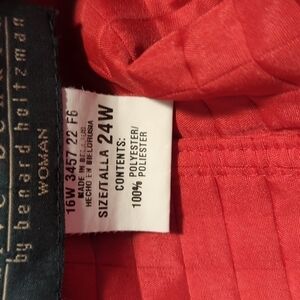 by benard holtzman
WOMAN
16W 3457 22 F6
MADE IN BELARUS
HECHO EN BIELORUSIA
SIZE/TALLA 24W
CONTENTS:
100% POLYESTER/
POLIESTER